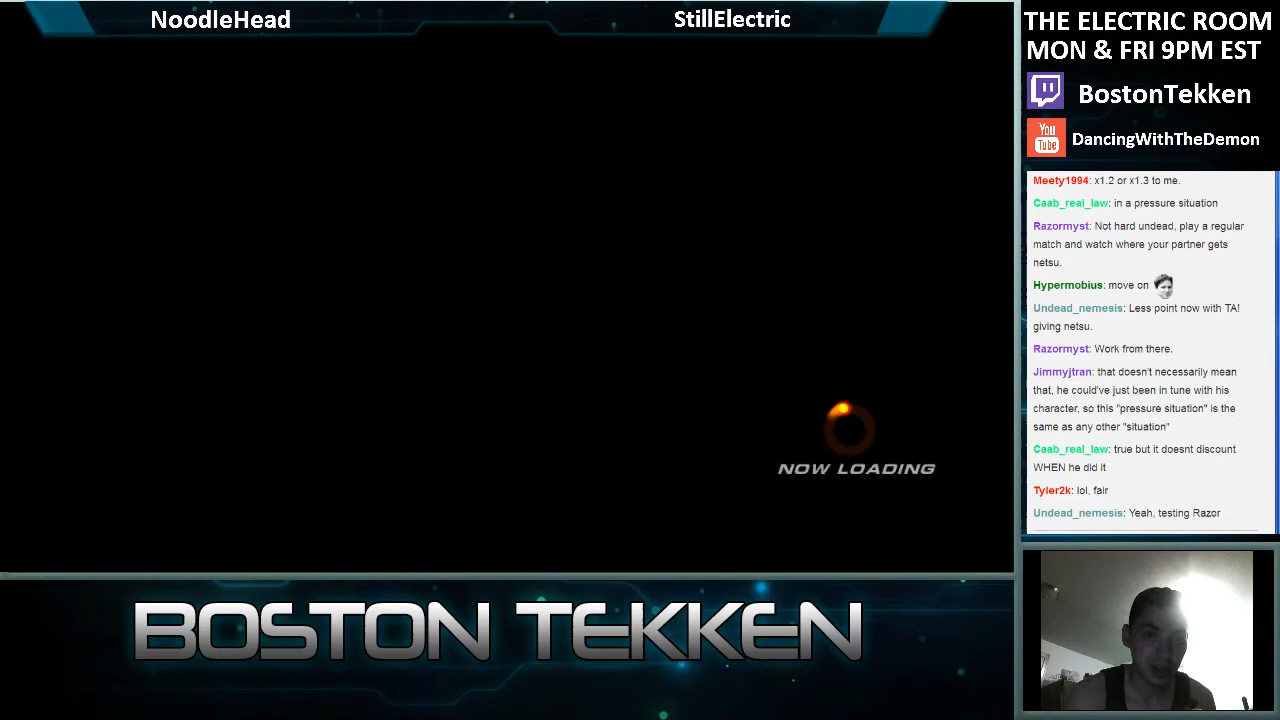 NoodleHead
StillElectric
THE ELECTRIC ROOM
MON & FRI 9PM EST
BostonTekken
You
Tube
DancingWithTheDemon
Meety1994: x1.2 or x1.3 to me.
Caab_real_law: in a pressure situation
Razormyst: Not hard undead, play a regular
match and watch where your partner gets
netsu.
Hypermobius: move on
Undead_nemesis: Less point now with TA!
giving netsu.
Razormyst: Work from there.
Jimmyjtran: that doesn't necessarily mean
that, he could've just been in tune with his
character, so this "pressure situation" is the
same as any other "situation"
Caab_real_law: true but it doesnt discount
WHEN he did it
Tyler2k: lol, fair
Undead_nemesis: Yeah, testing Razor
NOW LOADING
BOSTON TEKKEN